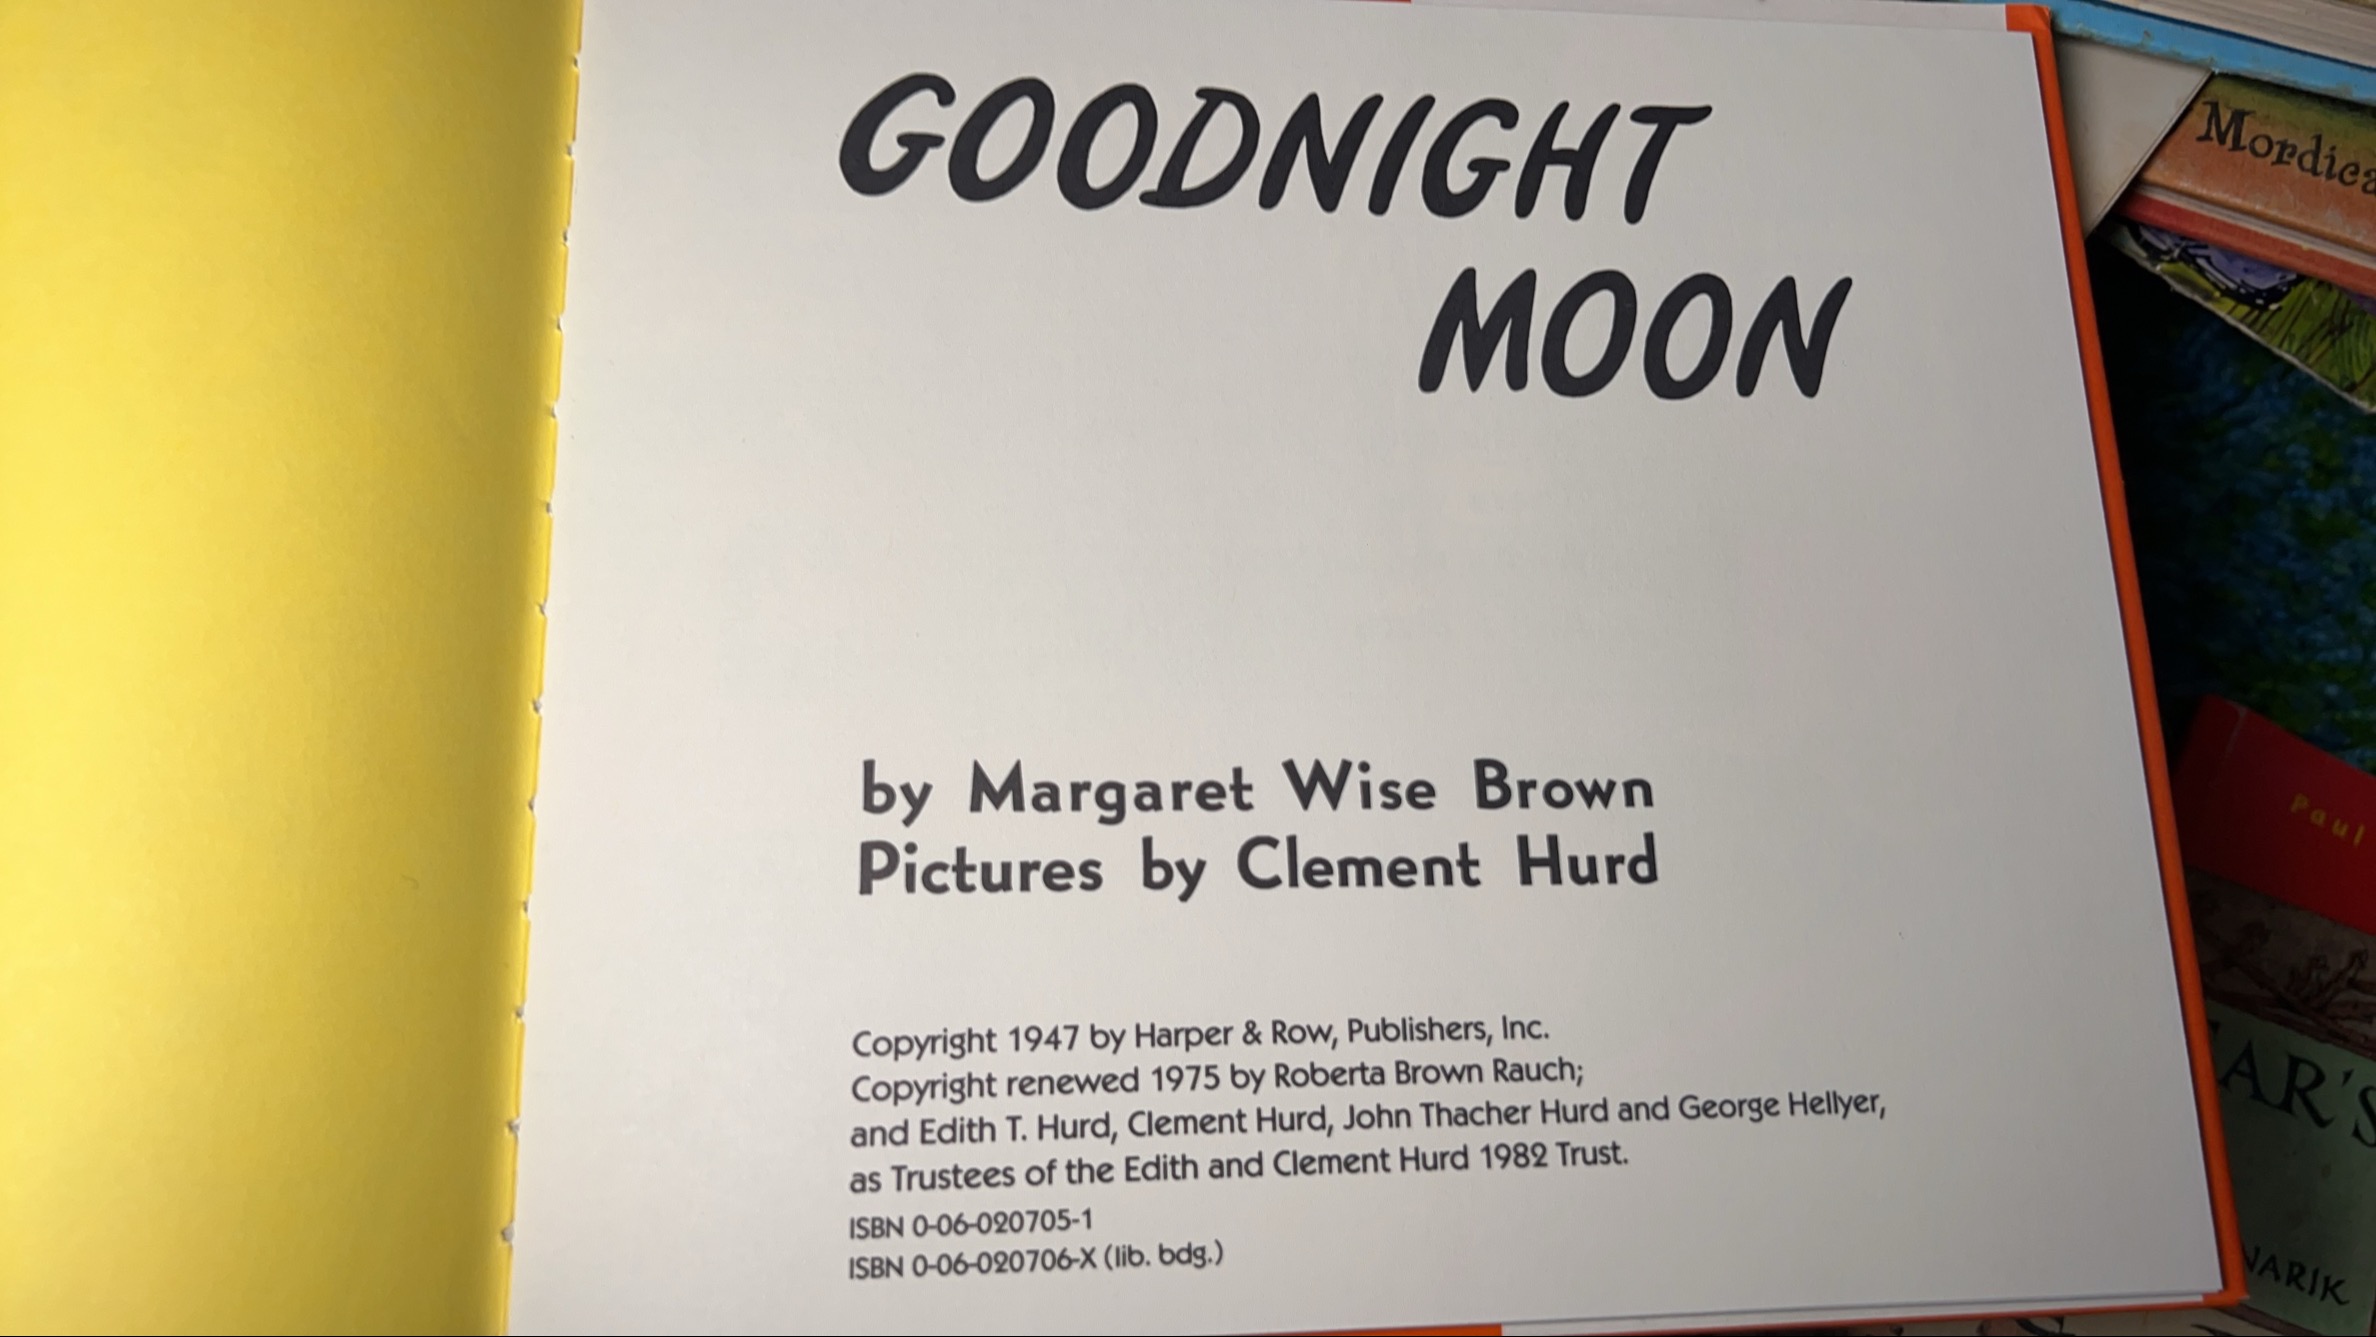 GOODNIGHT
MOON
by Margaret Wise Brown
Pictures by Clement Hurd
Copyright 1947 by Harper & Row, Publishers, Inc.
Copyright renewed 1975 by Roberta Brown Rauch;
and Edith T. Hurd, Clement Hurd, John Thacher Hurd and George Hellyer,
as Trustees of the Edith and Clement Hurd 1982 Trust.
ISBN 0-06-020705-1
ISBN 0-06-020706-X (lib. bdg.)
Mordica
Paul
EAR'S
NARIK